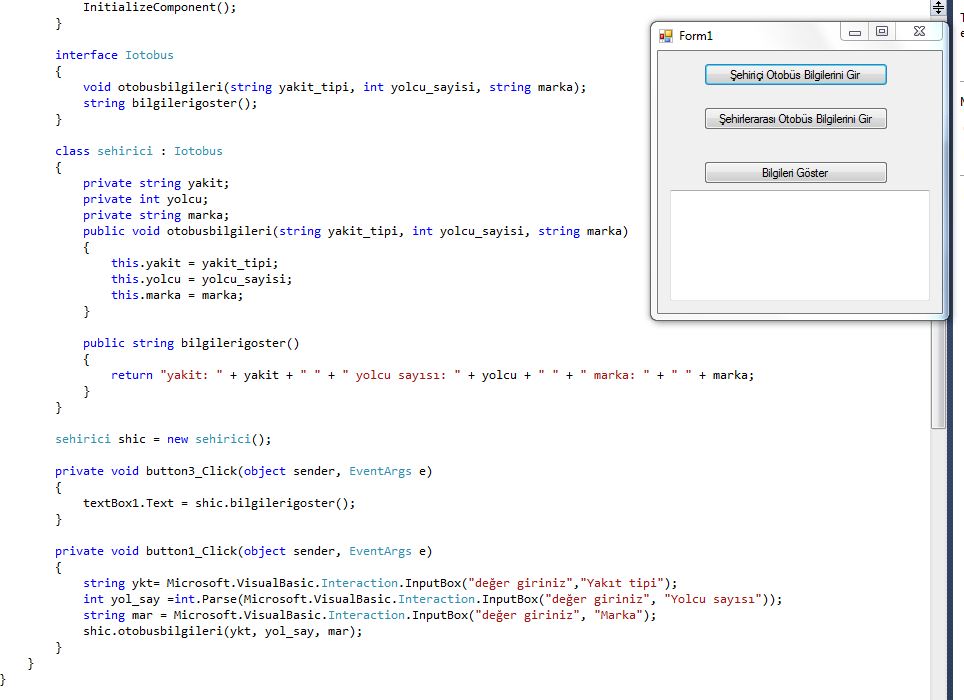 InitializeComponent();
}
interface Iotobus
{
void otobusbilgileri(string yakit_tipi, int yolcu_sayisi, string marka);
string bilgilerigoster();
}
class sehirici : Iotobus
{
private string yakit;
private int yolcu;
private string marka;
public void otobusbilgileri(string yakit_tipi, int yolcu_sayisi, string marka)
{
this.yakit = yakit_tipi;
this.yolcu = yolcu_sayisi;
this.marka = marka;
}
public string bilgilerigoster()
{
return "yakit: " + yakit + " " + " yolcu sayısı: " + yolcu + " " + " marka: " + " " + marka;
}
}
sehirici shic = new sehirici();
private void button3_Click(object sender, EventArgs e)
{
textBox1.Text = shic.bilgilerigoster();
}
private void button1_Click(object sender, EventArgs e)
{
string ykt= Microsoft.VisualBasic.Interaction.InputBox("değer giriniz","Yakıt tipi");
int yol_say =int.Parse(Microsoft.VisualBasic.Interaction.InputBox("değer giriniz", "Yolcu sayısı"));
string mar = Microsoft.VisualBasic.Interaction.InputBox("değer giriniz", "Marka");
shic.otobusbilgileri(ykt, yol_say, mar);
}
}
}
Form1
Şehiriçi Otobüs Bilgilerini Gir
Şehirlerarası Otobüs Bilgilerini Gir
Bilgileri Göster